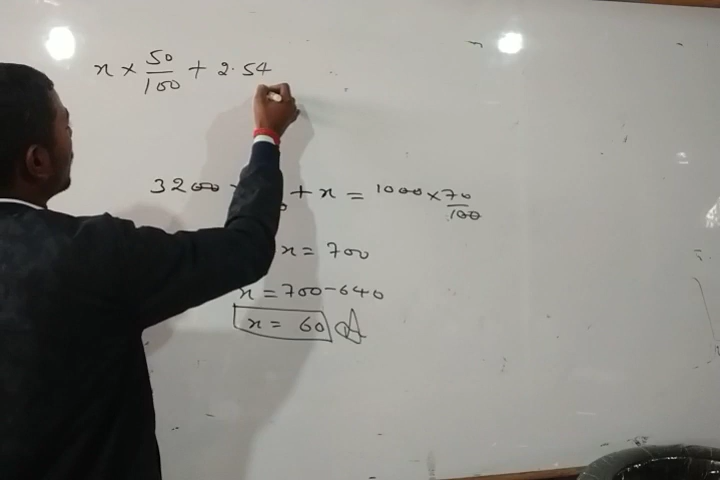 x × 50/100 + 2.54
3200 + x = 1000 × 70/100
x = 700
x = 700 - 640
x = 60 A